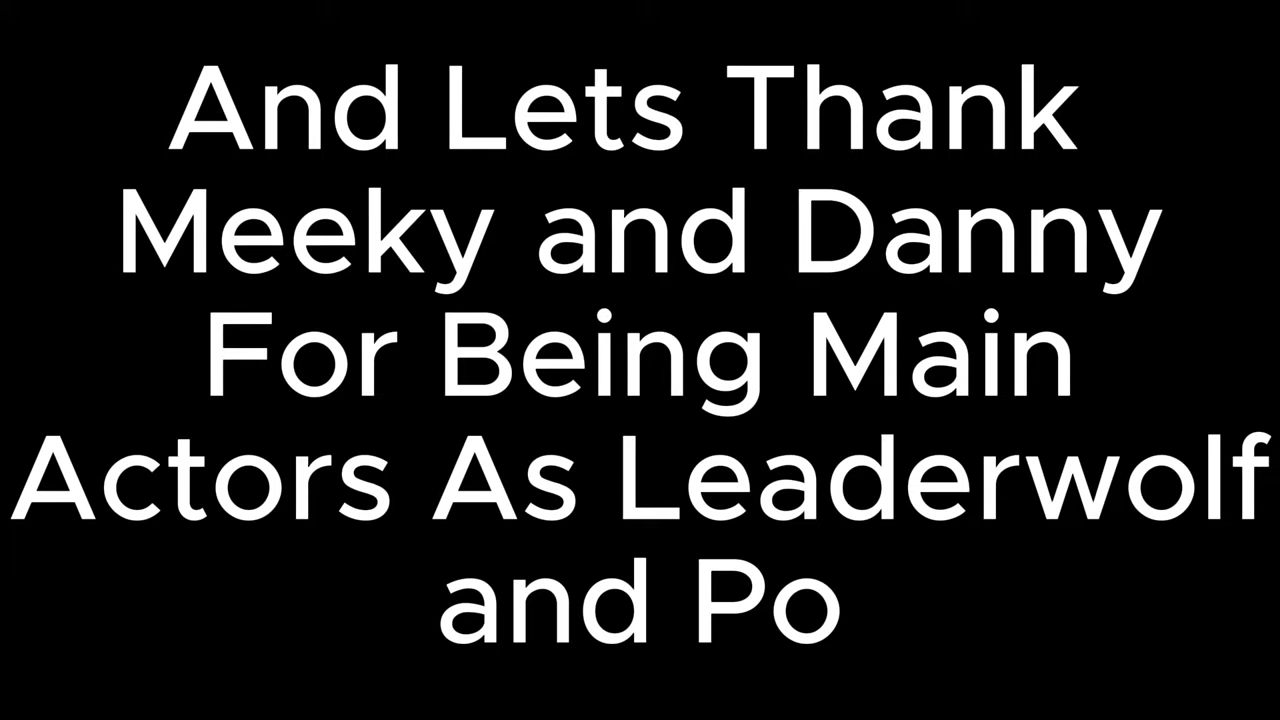 And Lets Thank
Meeky and Danny
For Being Main
Actors As Leaderwolf
and Po